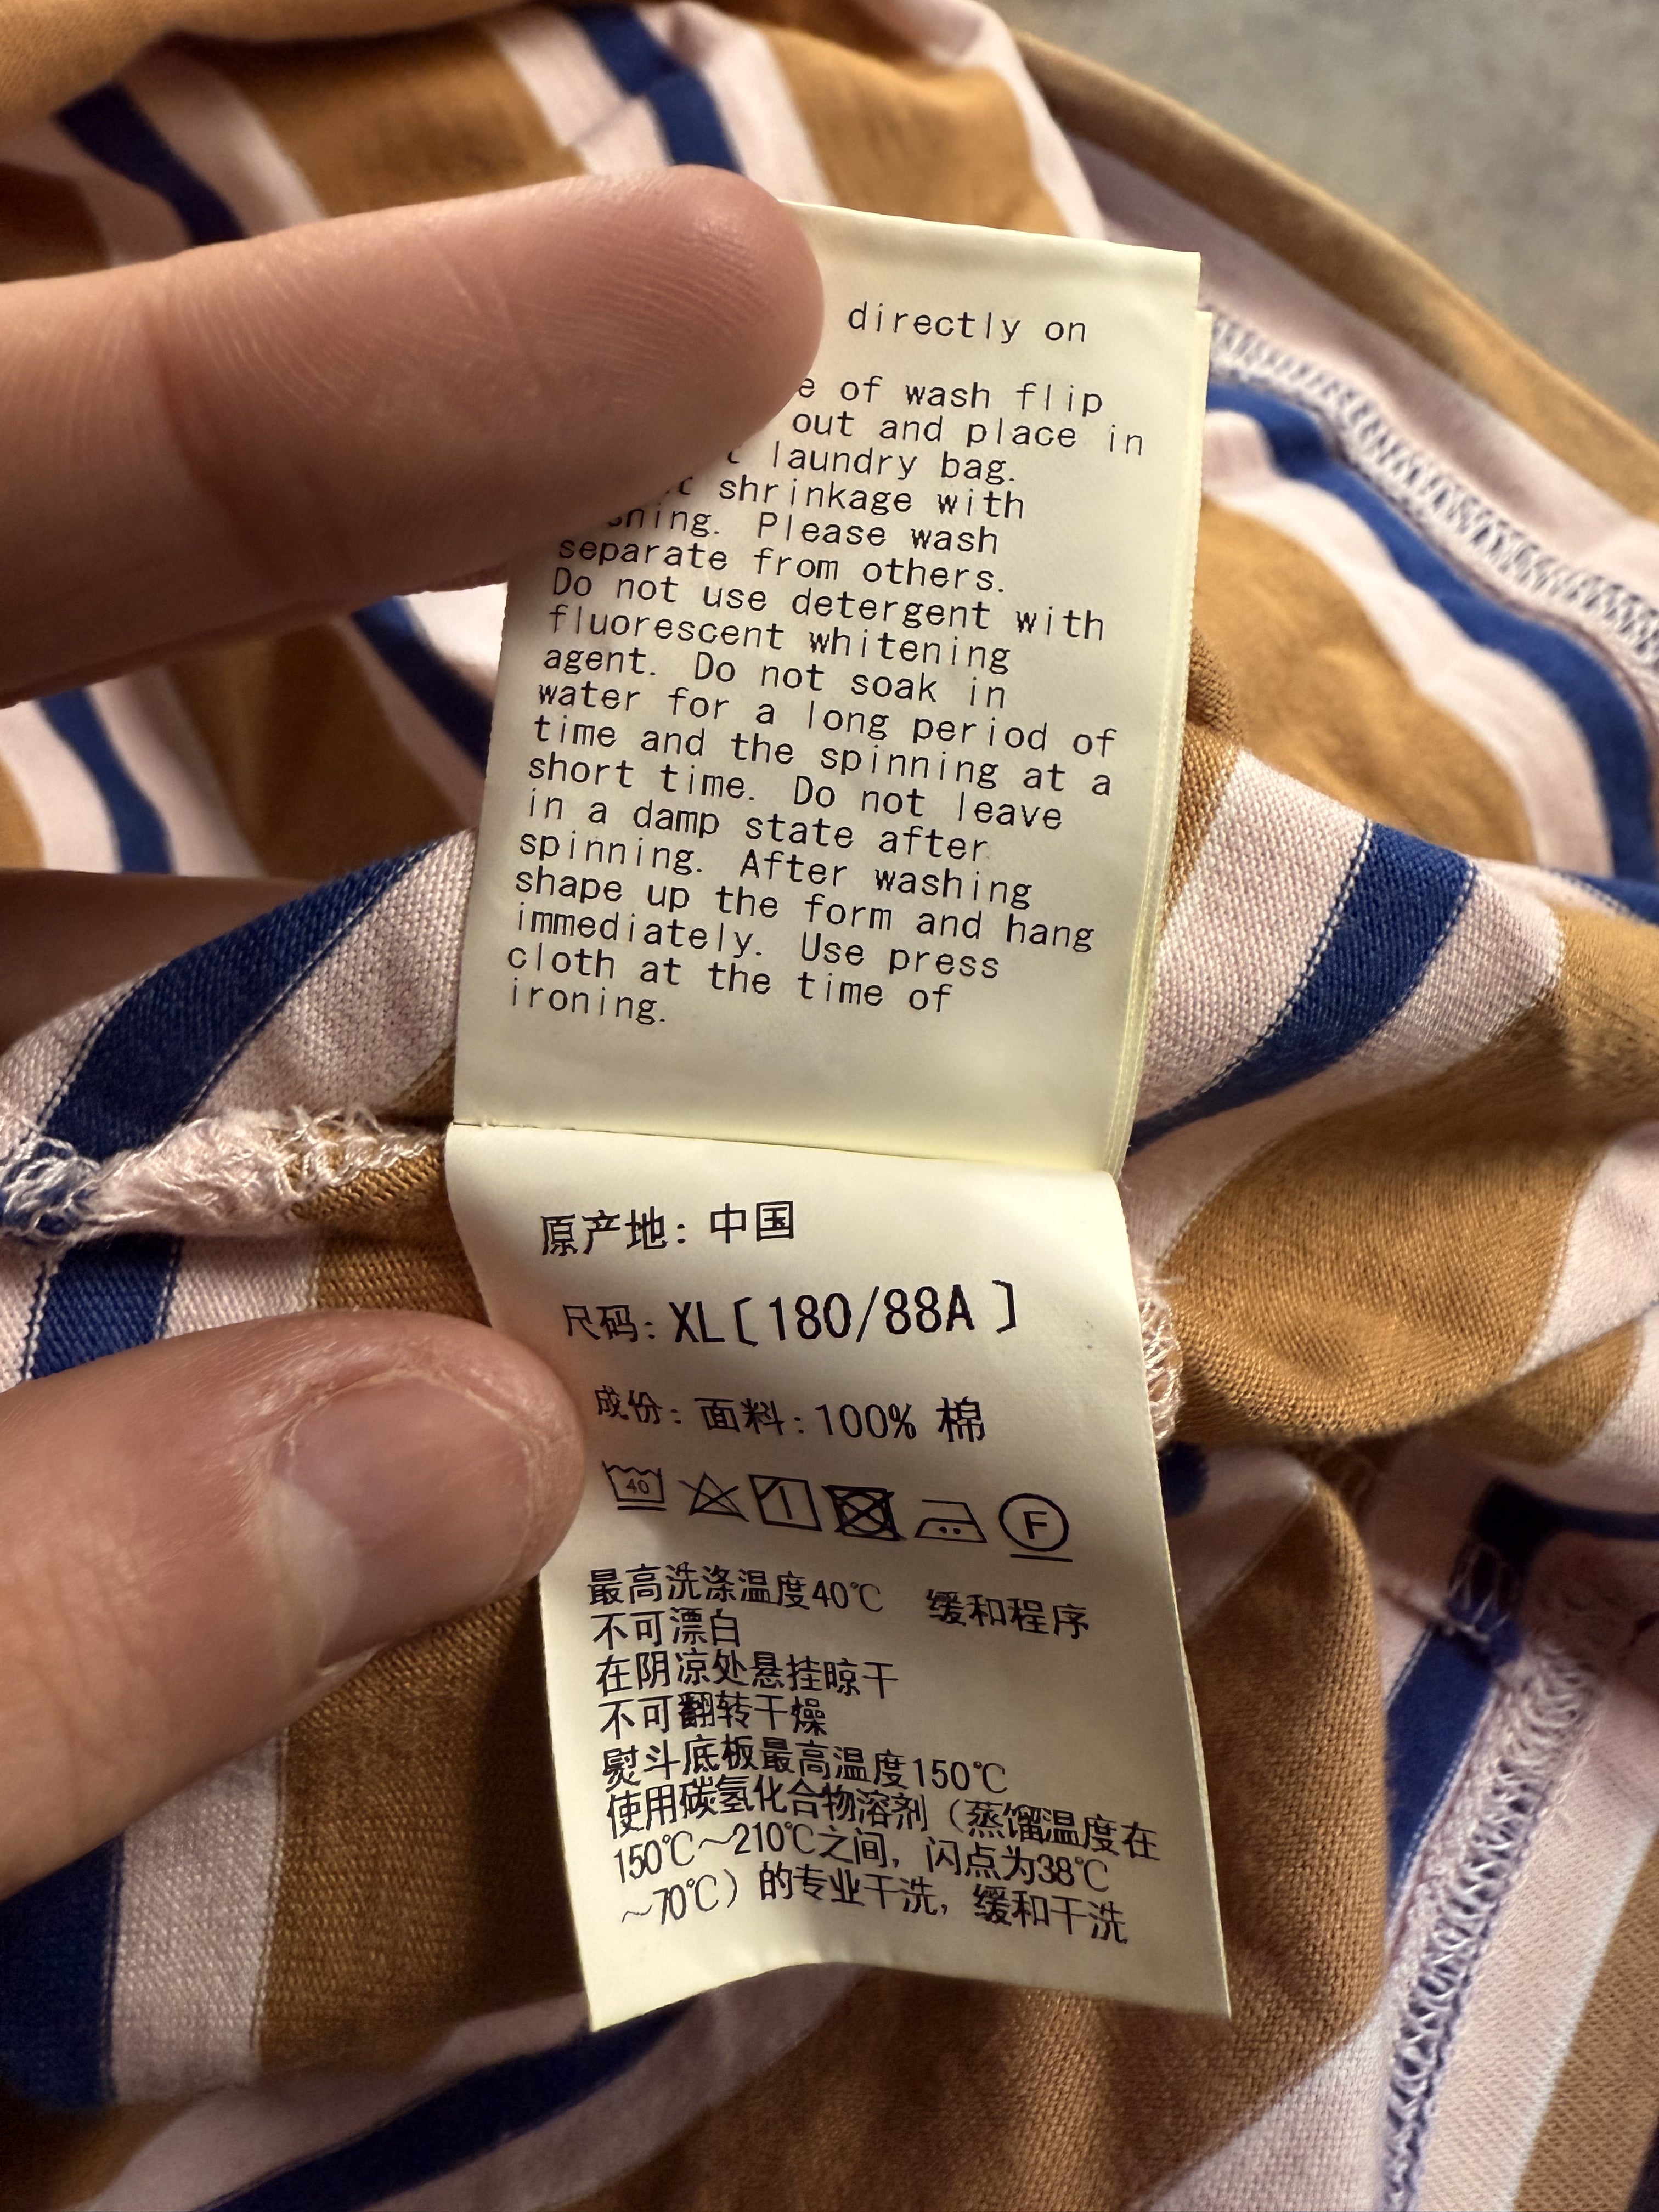 directly on
of wash flip
out and place in
laundry bag.
shrinkage with
Please wash
separate from others.
Do not use detergent with
fluorescent whitening
agent. Do not soak in
water for a long period of
time and the spinning at a
short time. Do not leave
in a damp state after
spinning. After washing
shape up the form and hang
immediately. Use press
cloth at the time of
ironing.
原产地: 中国
尺码: XL〔180/88A〕
成份: 面料: 100% 棉
40 F
最高洗涤温度40℃ 缓和程序
不可漂白
在阴凉处悬挂晾干
不可翻转干燥
熨斗底板最高温度150℃
使用碳氢化合物溶剂（蒸馏温度在
150℃～210℃之间，闪点为38℃
～70℃）的专业干洗，缓和干洗